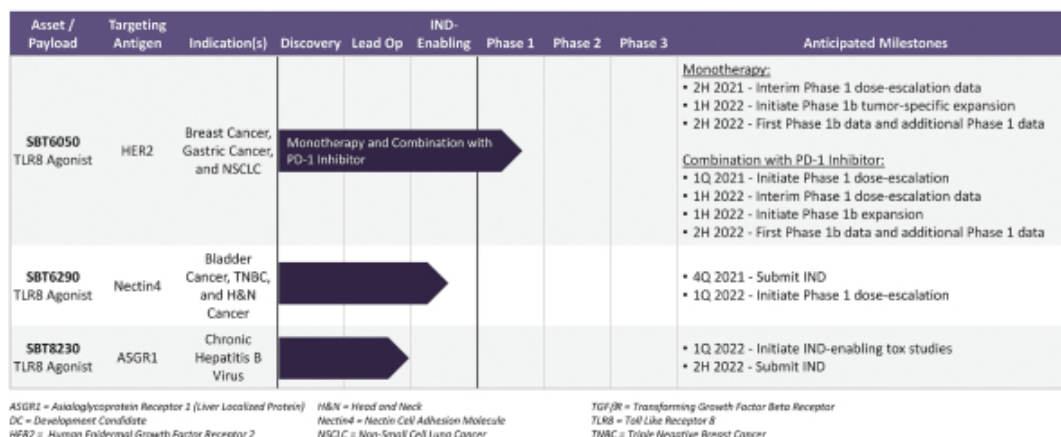 Asset / Payload
Targeting Antigen
Indication(s)
Discovery
Lead Op
IND-Enabling
Phase 1
Phase 2
Phase 3
Anticipated Milestones
SBT6050
TLR8 Agonist
HER2
Breast Cancer,
Gastric Cancer,
and NSCLC
Monotherapy and Combination with
PD-1 Inhibitor
Monotherapy:
• 2H 2021 - Interim Phase 1 dose-escalation data
• 1H 2022 - Initiate Phase 1b tumor-specific expansion
• 2H 2022 - First Phase 1b data and additional Phase 1 data
Combination with PD-1 Inhibitor:
• 1Q 2021 - Initiate Phase 1 dose-escalation
• 1H 2022 - Interim Phase 1 dose-escalation data
• 1H 2022 - Initiate Phase 1b expansion
• 2H 2022 - First Phase 1b data and additional Phase 1 data
SBT6290
TLR8 Agonist
Nectin4
Bladder
Cancer, TNBC,
and H&N
Cancer
• 4Q 2021 - Submit IND
• 1Q 2022 - Initiate Phase 1 dose-escalation
SBT8230
TLR8 Agonist
ASGR1
Chronic
Hepatitis B
Virus
• 1Q 2022 - Initiate IND-enabling tox studies
• 2H 2022 - Submit IND
ASGR1 = Asialoglycoprotein Receptor 1 (Liver Localized Protein)
DC = Development Candidate
HER2 = Human Epidermal Growth Factor Receptor 2
H&N = Head and Neck
Nectin4 = Nectin Cell Adhesion Molecule
NSCLC = Non-Small Cell Lung Cancer
TGFβR = Transforming Growth Factor Beta Receptor
TLR8 = Toll Like Receptor 8
TNBC = Triple Negative Breast Cancer